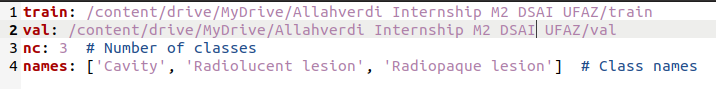 1 train: /content/drive/MyDrive/Allahverdi Internship M2 DSAI UFAZ/train
2 val: /content/drive/MyDrive/Allahverdi Internship M2 DSAI UFAZ/val
3 nc: 3  # Number of classes
4 names: ['Cavity', 'Radiolucent lesion', 'Radiopaque lesion']  # Class names